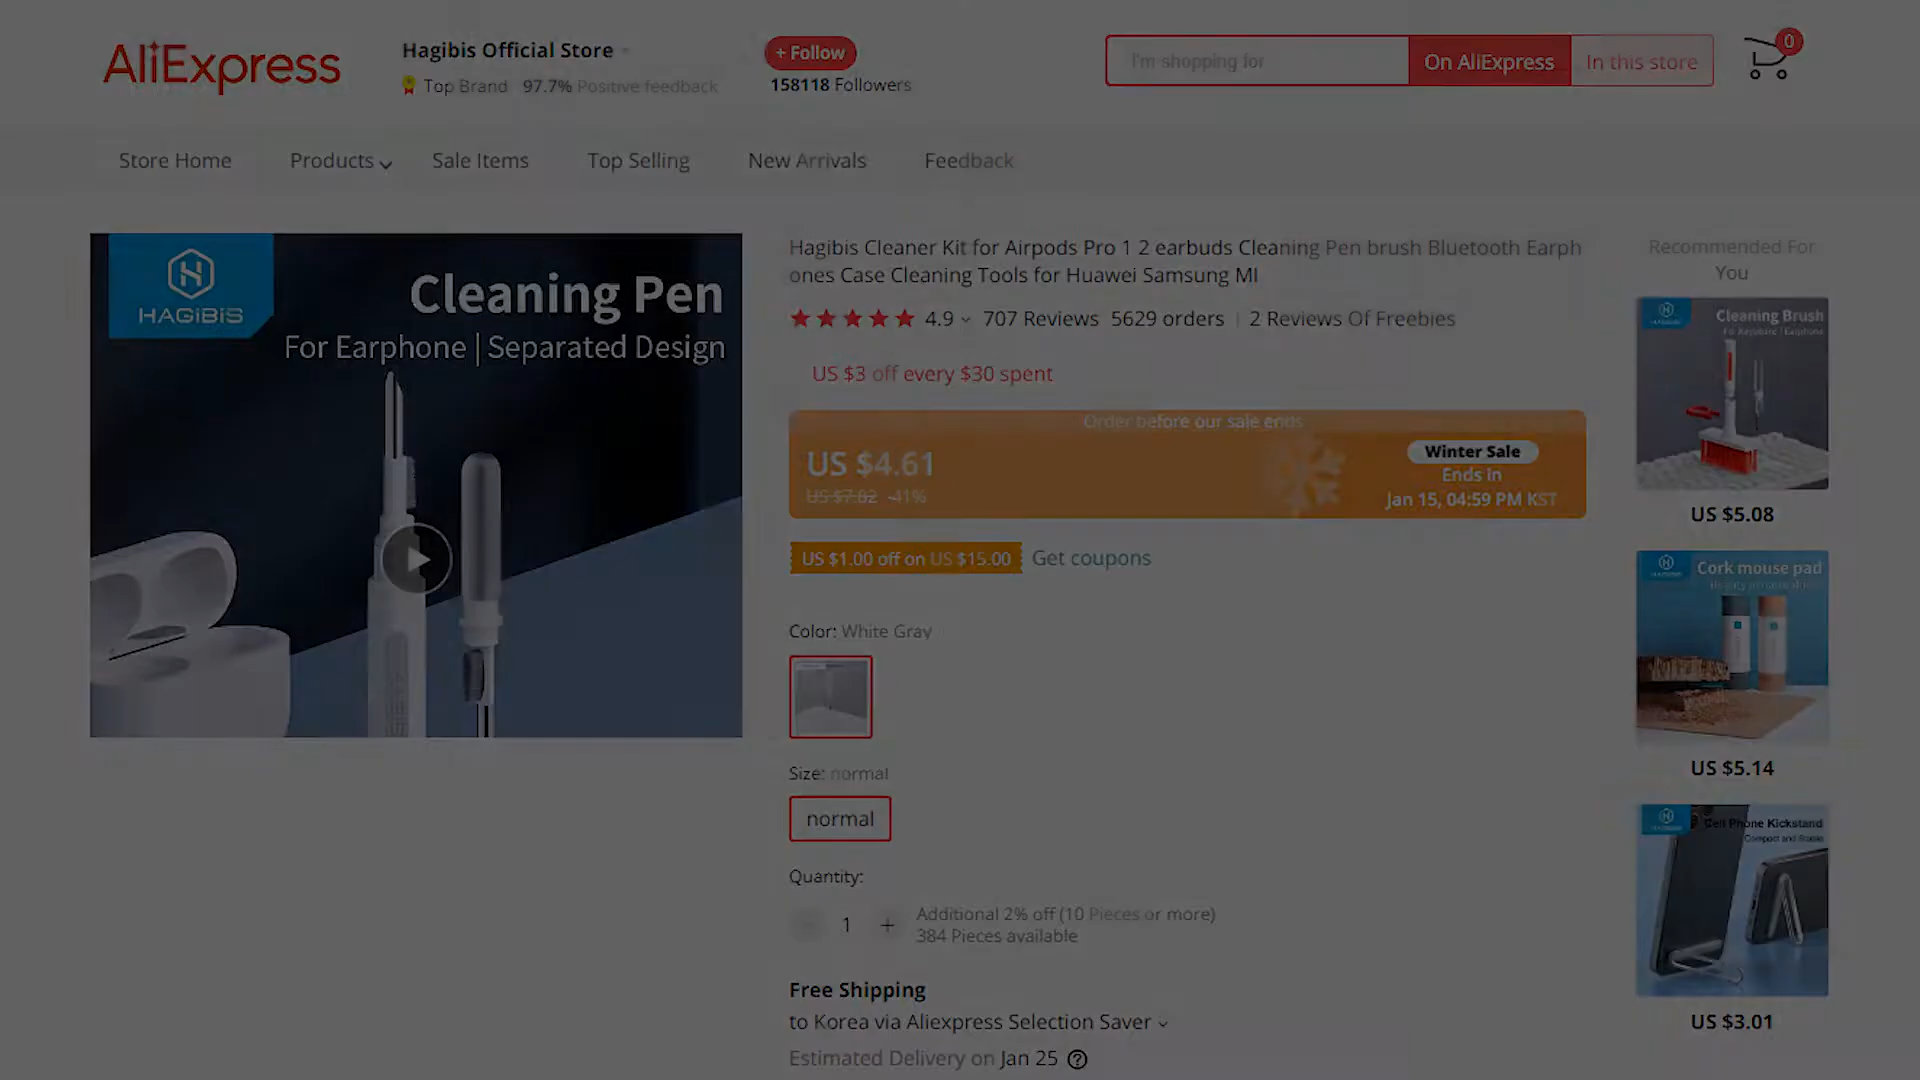 AliExpress
Hagibis Official Store
Top Brand 97.7% Positive feedback
+ Follow
158118 Followers
I'm shopping for
On AliExpress
In this store
0
Store Home
Products
Sale Items
Top Selling
New Arrivals
Feedback
HAGIBIS
Cleaning Pen
For Earphone | Separated Design
Hagibis Cleaner Kit for Airpods Pro 1 2 earbuds Cleaning Pen brush Bluetooth Earph
ones Case Cleaning Tools for Huawei Samsung MI
4.9 707 Reviews 5629 orders 2 Reviews Of Freebies
US $3 off every $30 spent
Order before our sale ends
US $4.61
US $7.82 -41%
Winter Sale
Ends in
Jan 15, 04:59 PM KST
US $1.00 off on US $15.00 Get coupons
Color: White Gray
Size: normal
normal
Quantity:
- 1 +
Additional 2% off (10 Pieces or more)
384 Pieces available
Free Shipping
to Korea via Aliexpress Selection Saver
Estimated Delivery on Jan 25 ?
Recommended For
You
Cleaning Brush
For Keyboard | Earphone
US $5.08
Cork mouse pad
US $5.14
Cell Phone Kickstand
Compact and Stable
US $3.01